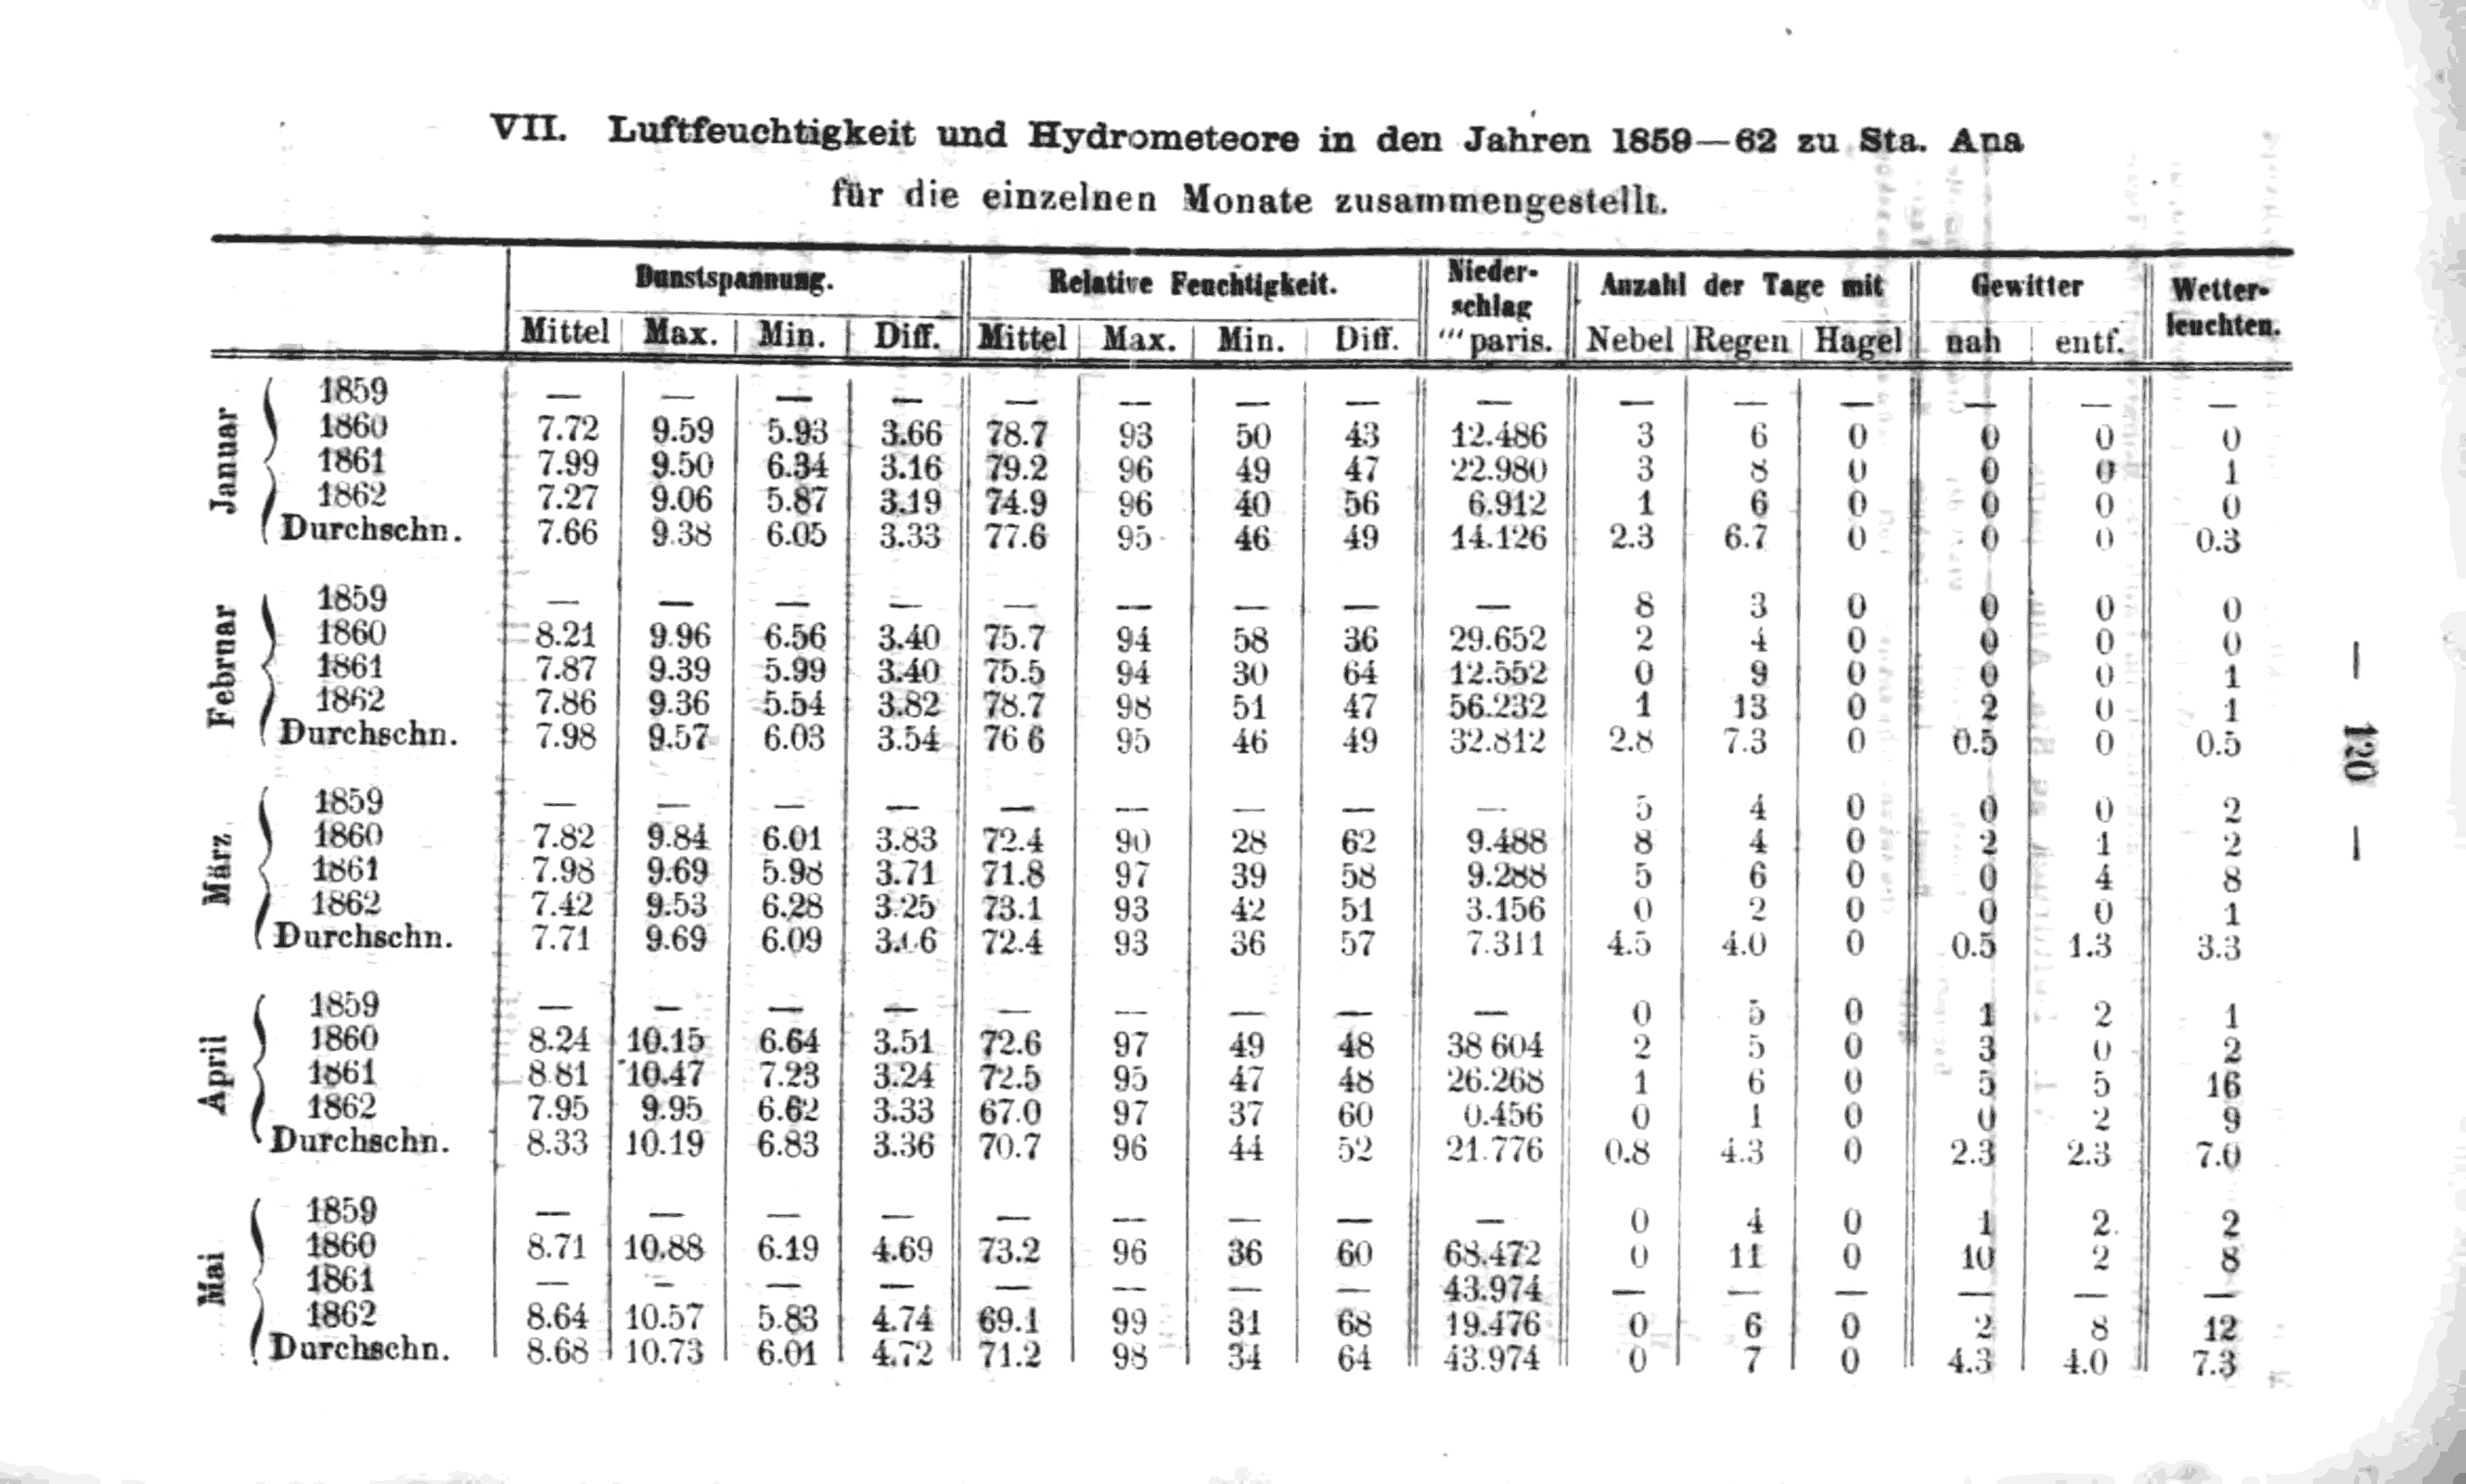 VII. Luftfeuchtigkeit und Hydrometeore in den Jahren 1859—62 zu Sta. Ana
für die einzelnen Monate zusammengestellt.
Dunstspannung. Relative Feuchtigkeit. Nieder-schlag "' paris. Anzahl der Tage mit Gewitter Wetter-leuchten.
Mittel Max. Min. Diff. Mittel Max. Min. Diff. Nebel Regen Hagel nah entf.
Januar
1859 — — — — — — — — — — — — — — —
1860 7.72 9.59 5.93 3.66 78.7 93 50 43 12.486 3 6 0 0 0 0
1861 7.99 9.50 6.34 3.16 79.2 96 49 47 22.980 3 8 0 0 0 1
1862 7.27 9.06 5.87 3.19 74.9 96 40 56 6.912 1 6 0 0 0 0
Durchschn. 7.66 9.38 6.05 3.33 77.6 95 46 49 14.126 2.3 6.7 0 0 0 0.3
Februar
1859 — — — — — — — — — 8 3 0 0 0 0
1860 8.21 9.96 6.56 3.40 75.7 94 58 36 29.652 2 4 0 0 0 0
1861 7.87 9.39 5.99 3.40 75.5 94 30 64 12.552 0 9 0 0 0 1
1862 7.86 9.36 5.54 3.82 78.7 98 51 47 56.232 1 13 0 2 0 1
Durchschn. 7.98 9.57 6.03 3.54 76 6 95 46 49 32.812 2.8 7.3 0 0.5 0 0.5
März
1859 — — — — — — — — — 5 4 0 0 0 2
1860 7.82 9.84 6.01 3.83 72.4 90 28 62 9.488 8 4 0 2 1 2
1861 7.98 9.69 5.98 3.71 71.8 97 39 58 9.288 5 6 0 0 4 8
1862 7.42 9.53 6.28 3.25 73.1 93 42 51 3.156 0 2 0 0 0 1
Durchschn. 7.71 9.69 6.09 72.4 93 36 57 7.311 4.5 4.0 0 0.5 1.3 3.3
April
1859 — — — — — — — — — 0 5 0 1 2 1
1860 8.24 10.15 6.64 3.51 72.6 97 49 48 38 604 2 5 0 3 0 2
1861 8 81 10.47 7.23 3.24 72.5 95 47 48 26.268 1 6 0 5 5 16
1862 7.95 9.95 6.62 3.33 67.0 97 37 60 0.456 0 1 0 0 2 9
Durchschn. 8.33 10.19 6.83 3.36 70.7 96 44 52 21.776 0.8 4.3 0 2.3 2.3 7.0
Mai
1859 — — — — — — — — — 0 4 0 1 2 2
1860 8.71 10.88 6.19 4.69 73.2 96 36 60 68.472 0 11 0 10 2 8
1861 — — — — — — — — 43.974 — — — — — —
1862 8.64 10.57 5.83 4.74 69.1 99 31 68 19.476 0 6 0 2 8 12
Durchschn. 8.68 10.73 6.01 4.72 71.2 98 34 64 43.974 0 7 0 4.3 4.0 7.3
— 120 —